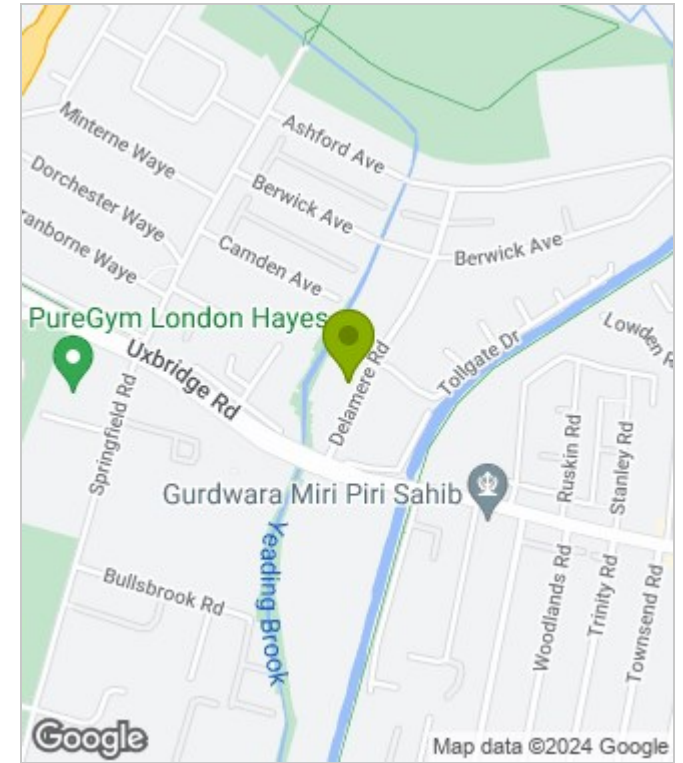 Ashford Ave
Minterne Waye
Dorchester Waye
Berwick Ave
ranborne Waye
Camden Ave
Berwick Ave
PureGym London Hayes
Lowden R
Uxbridge Rd
Tollgate Dr
Delamere Rd
Springfield Rd
Ruskin Rd
Stanley Rd
Gurdwara Miri Piri Sahib
Yeading Brook
Bullsbrook Rd
Woodlands Rd
Trinity Rd
Townsend Rd
Google
Map data ©2024 Google